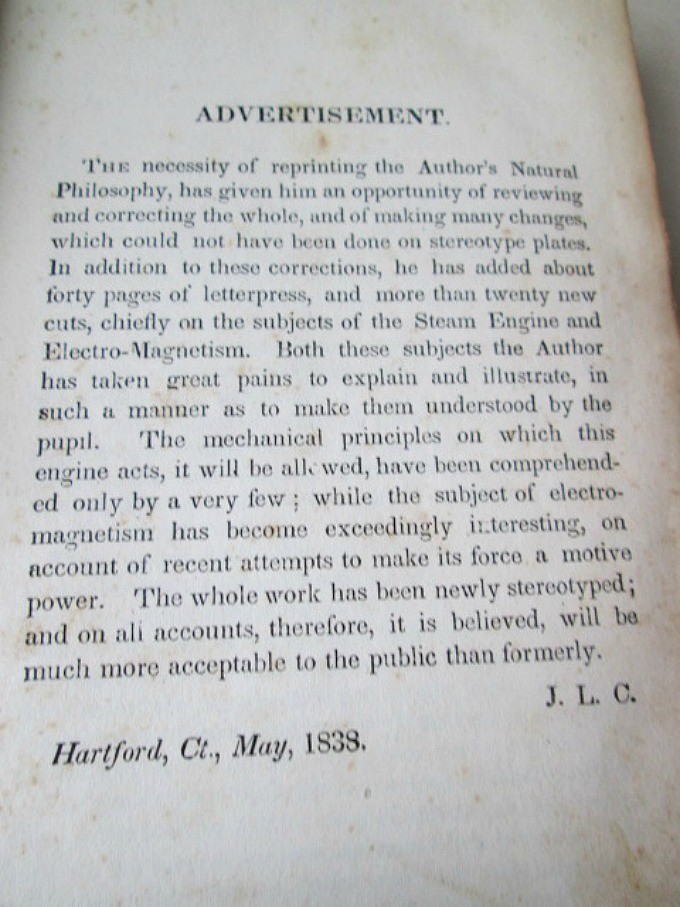 ADVERTISEMENT.
THE necessity of reprinting the Author's Natural
Philosophy, has given him an opportunity of reviewing
and correcting the whole, and of making many changes,
which could not have been done on stereotype plates.
In addition to these corrections, he has added about
forty pages of letterpress, and more than twenty new
cuts, chiefly on the subjects of the Steam Engine and
Electro-Magnetism. Both these subjects the Author
has taken great pains to explain and illustrate, in
such a manner as to make them understood by the
pupil. The mechanical principles on which this
engine acts, it will be allowed, have been comprehend-
ed only by a very few; while the subject of electro-
magnetism has become exceedingly interesting, on
account of recent attempts to make its force a motive
power. The whole work has been newly stereotyped;
and on all accounts, therefore, it is believed, will be
much more acceptable to the public than formerly.
J. L. C.
Hartford, Ct., May, 1838.